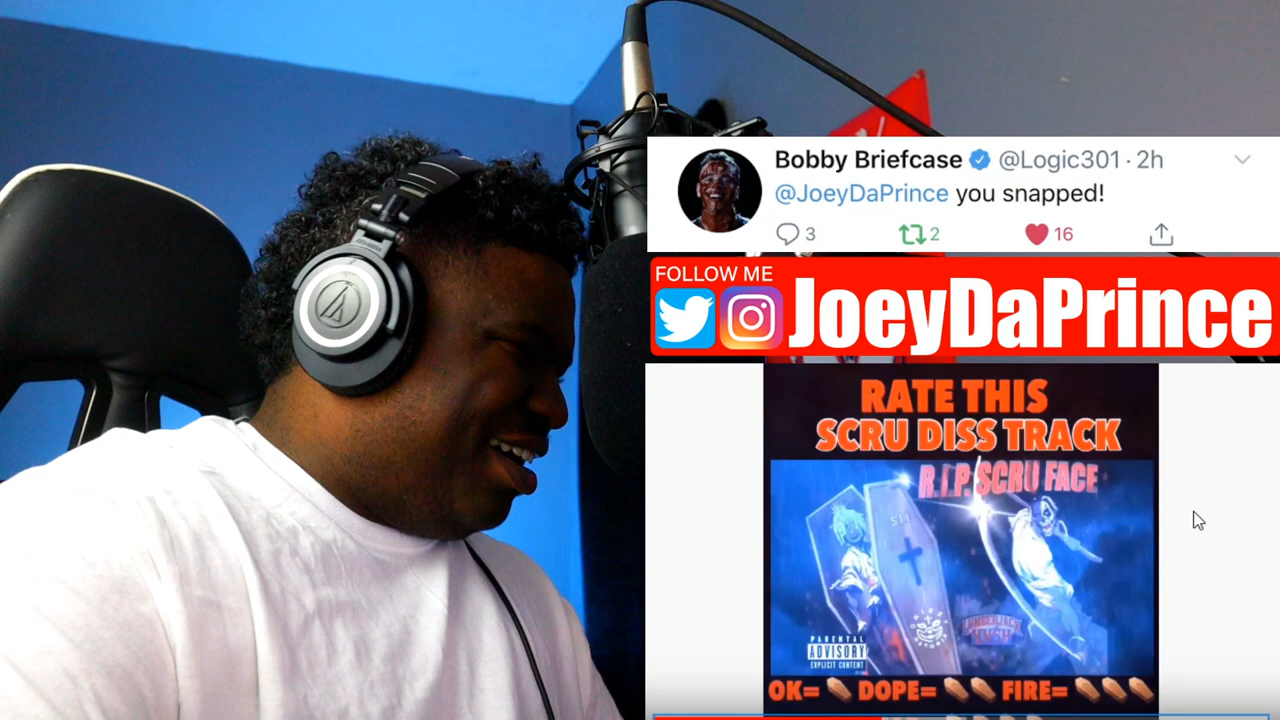 Bobby Briefcase @Logic301 · 2h
@JoeyDaPrince you snapped!
3 2 16
FOLLOW ME
JoeyDaPrince
RATE THIS
SCRU DISS TRACK
R.I.P. SCRU FACE
PARENTAL
ADVISORY
EXPLICIT CONTENT
OK= DOPE= FIRE=